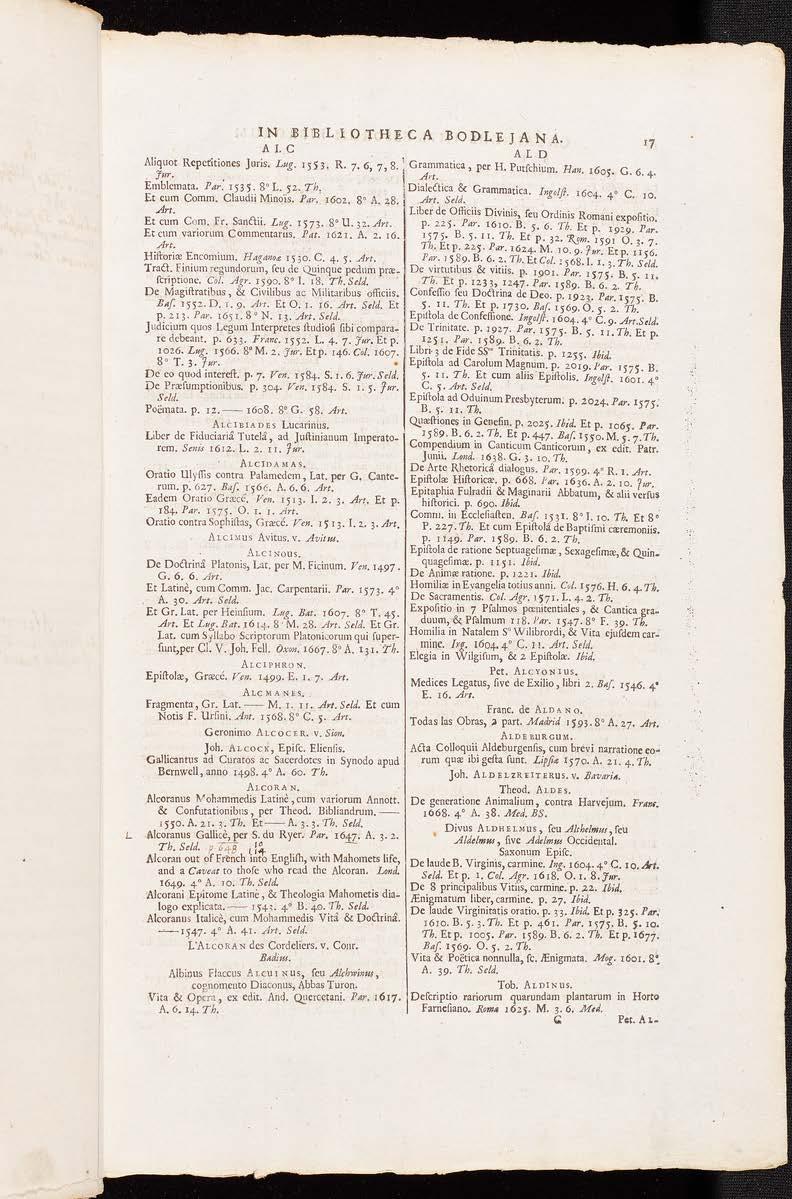 IN BIBLIOTHECA BODLEJANA.
17
ALC
Aliquot Repetitiones Juris. Lug. 1553. R. 7. 6, 7, 8.
Jur.
Emblemata. Par. 1535. 8° L. 52. Th.
Et cum Comm. Claudii Minois. Par. 1602. 8° A. 28.
Art.
Et cum Com. Fr. Sanctii. Lug. 1573. 8° U. 32. Art.
Et cum variorum Commentariis. Pat. 1621. A. 2. 16.
Art.
Hiſtoriæ Encomium. Haganoæ 1530. C. 4. 5. Art.
Tract. Finium regundorum, ſeu de Quinque pedum præ-
ſcriptione. Col. Agr. 1590. 8° I. 18. Th. Seld.
De Magiſtratibus, & Civilibus ac Militaribus officiis.
Baſ. 1552. D. 1. 9. Art. Et O. 1. 16. Art. Seld. Et
p. 213. Par. 1651. 8° N. 13. Art. Seld.
Judicium quos Legum Interpretes ſtudioſi ſibi compara-
re debeant. p. 633. Franc. 1552. L. 4. 7. Jur. Et p.
1026. Lug. 1566. 8° M. 2. Jur. Et p. 146. Col. 1607.
8° T. 3. Jur.
De eo quod intereſt. p. 7. Ven. 1584. S. 1. 6. Jur. Seld.
De Præſumptionibus. p. 304. Ven. 1584. S. 1. 5. Jur.
Seld.
Poëmata. p. 12. —— 1608. 8° G. 58. Art.
ALCIBIADES Lucarinus.
Liber de Fiduciariâ Tutelâ, ad Juſtinianum Imperato-
rem. Senis 1612. L. 2. 11. Jur.
ALCIDAMAS.
Oratio Ulyſſis contra Palamedem, Lat. per G. Cante-
rum. p. 627. Baſ. 1566. A. 6. 6. Art.
Eadem Oratio Græcè. Ven. 1513. I. 2. 3. Art. Et p.
184. Par. 1575. O. 1. 1. Art.
Oratio contra Sophiſtas, Græcè. Ven. 1513. I. 2. 3. Art.
ALCIMUS Avitus. v. Avitus.
ALCINOUS.
De Doctrinâ Platonis, Lat. per M. Ficinum. Ven. 1497.
G. 6. 6. Art.
Et Latinè, cum Comm. Jac. Carpentarii. Par. 1573. 4°
A. 30. Art. Seld.
Et Gr. Lat. per Heinſium. Lug. Bat. 1607. 8° T. 45.
Art. Et Lug. Bat. 1614. 8° M. 28. Art. Seld. Et Gr.
Lat. cum Syllabo Scriptorum Platonicorum qui ſuper-
ſunt, per Cl. V. Joh. Fell. Oxon. 1667. 8° A. 131. Th.
ALCIPHRON.
Epiſtolæ, Græcè. Ven. 1499. E. 1. 7. Art.
ALCMANES.
Fragmenta, Gr. Lat. —— M. 1. 11. Art. Seld. Et cum
Notis F. Urſini. Ant. 1568. 8° C. 5. Art.
Geronimo ALCOCER. v. Sion.
Joh. ALCOCK, Epiſc. Elienſis.
Gallicantus ad Curatos ac Sacerdotes in Synodo apud
Bernwell, anno 1498. 4° A. 60. Th.
ALCORAN.
Alcoranus Mohammedis Latinè, cum variorum Annott.
& Confutationibus, per Theod. Bibliandrum. ——
1550. A. 21. 3. Th. Et —— A. 3. 3. Th. Seld.
L Alcoranus Gallicè, per S. du Ryer. Par. 1647. A. 3. 2.
Th. Seld. p 648
Alcoran out of French into Engliſh, with Mahomets life,
and a Caveat to thoſe who read the Alcoran. Lond.
1649. 4° A. 10. Th. Seld.
Alcorani Epitome Latinè, & Theologia Mahometis dia-
logo explicata. —— 1543. 4° B. 40. Th. Seld.
Alcoranus Italicè, cum Mohammedis Vitâ & Doctrinâ.
—— 1547. 4° A. 41. Art. Seld.
L'ALCORAN des Cordeliers. v. Conr.
Badius.
Albinus Flaccus ALCUINUS, ſeu Alchwinus,
cognomento Diaconus, Abbas Turon.
Vita & Opera, ex edit. And. Quercetani. Par. 1617.
A. 6. 14. Th.
ALD
Grammatica, per H. Putſchium. Han. 1605. G. 6. 4.
Art.
Dialectica & Grammatica. Ingolſt. 1604. 4° C. 10.
Art. Seld.
Liber de Officiis Divinis, ſeu Ordinis Romani expoſitio.
p. 225. Par. 1610. B. 5. 6. Th. Et p. 1929. Par.
1575. B. 5. 11. Th. Et p. 32. Rom. 1591 O. 3. 7.
Th. Et p. 225. Par. 1624. M. 10. 9. Jur. Et p. 1156.
Par. 1589. B. 6. 2. Th. Et Col. 1568. I. 1. 3. Th. Seld.
De virtutibus & vitiis. p. 1901. Par. 1575. B. 5. 11.
Th. Et p. 1233, 1247. Par. 1589. B. 6. 2. Th.
Confeſſio ſeu Doctrina de Deo. p. 1923. Par. 1575. B.
5. 11. Th. Et p. 1730. Baſ. 1569. O. 5. 2. Th.
Epiſtola de Confeſſione. Ingolſt. 1604. 4° C. 9. Art. Seld.
De Trinitate. p. 1927. Par. 1575. B. 5. 11. Th. Et p.
1251. Par. 1589. B. 6. 2. Th.
Libri 3 de Fide SSæ Trinitatis. p. 1255. Ibid.
Epiſtola ad Carolum Magnum. p. 2019. Par. 1575. B.
5. 11. Th. Et cum aliis Epiſtolis. Ingolſt. 1601. 4°
C. 5. Art. Seld.
Epiſtola ad Oduinum Presbyterum. p. 2024. Par. 1575.
B. 5. 11. Th.
Quæſtiones in Geneſin. p. 2025. Ibid. Et p. 1065. Par.
1589. B. 6. 2. Th. Et p. 447. Baſ. 1550. M. 5. 7. Th.
Compendium in Canticum Canticorum, ex edit. Patr.
Junii. Lond. 1638. G. 3. 10. Th.
De Arte Rhetoricâ dialogus. Par. 1599. 4° R. 1. Art.
Epiſtolæ Hiſtoricæ. p. 668. Par. 1636. A. 2. 10. Jur.
Epitaphia Fulradii & Maginarii Abbatum, & alii verſus
hiſtorici. p. 690. Ibid.
Comm. in Eccleſiaſten. Baſ. 1531. 8° I. 10. Th. Et 8°
P. 227. Th. Et cum Epiſtolâ de Baptiſmi cæremoniis.
p. 1149. Par. 1589. B. 6. 2. Th.
Epiſtola de ratione Septuageſimæ, Sexageſimæ, & Quin-
quageſimæ. p. 1151. Ibid.
De Animæ ratione. p. 1221. Ibid.
Homiliæ in Evangelia totius anni. Col. 1576. H. 6. 4. Th.
De Sacramentis. Col. Agr. 1571. L. 4. 2. Th.
Expoſitio in 7 Pſalmos pœnitentiales, & Cantica gra-
duum, & Pſalmum 118. Par. 1547. 8° F. 39. Th.
Homilia in Natalem Sᵗⁱ Wilibrordi, & Vita ejuſdem car-
mine. Ing. 1604. 4° C. 11. Art. Seld.
Elegia in Wilgiſum, & 2 Epiſtolæ. Ibid.
Pet. ALCYONIUS.
Medices Legatus, ſive de Exilio, libri 2. Baſ. 1546. 4°
E. 16. Art.
Franc. de ALDANO.
Todas las Obras, 2 part. Madrid 1593. 8° A. 27. Art.
ALDEBURGUM.
Acta Colloquii Aldeburgenſis, cum brevi narratione eo-
rum quæ ibi geſta ſunt. Lipſiæ 1570. A. 21. 4. Th.
Joh. ALDELZREITERUS. v. Bavaria.
Theod. ALDES.
De generatione Animalium, contra Harvejum. Franc.
1668. 4° A. 38. Med. BS.
Divus ALDHELMUS, ſeu Althelmus, ſeu
Aldelmus, ſive Adelmus Occidental.
Saxonum Epiſc.
De laude B. Virginis, carmine. Ing. 1604. 4° C. 10. Art.
Seld. Et p. 1. Col. Agr. 1618. O. 1. 8. Jur.
De 8 principalibus Vitiis, carmine. p. 22. Ibid.
Ænigmatum liber, carmine. p. 27. Ibid.
De laude Virginitatis oratio. p. 33. Ibid. Et p. 325. Par.
1610. B. 5. 3. Th. Et p. 461. Par. 1575. B. 5. 10.
Th. Et p. 1005. Par. 1589. B. 6. 2. Th. Et p. 1677.
Baſ. 1569. O. 5. 2. Th.
Vita & Poëtica nonnulla, ſc. Ænigmata. Mog. 1601. 8°
A. 39. Th. Seld.
Tob. ALDINUS.
Deſcriptio rariorum quarundam plantarum in Horto
Farneſiano. Romæ 1625. M. 3. 6. Med.
C
Pet. AL-